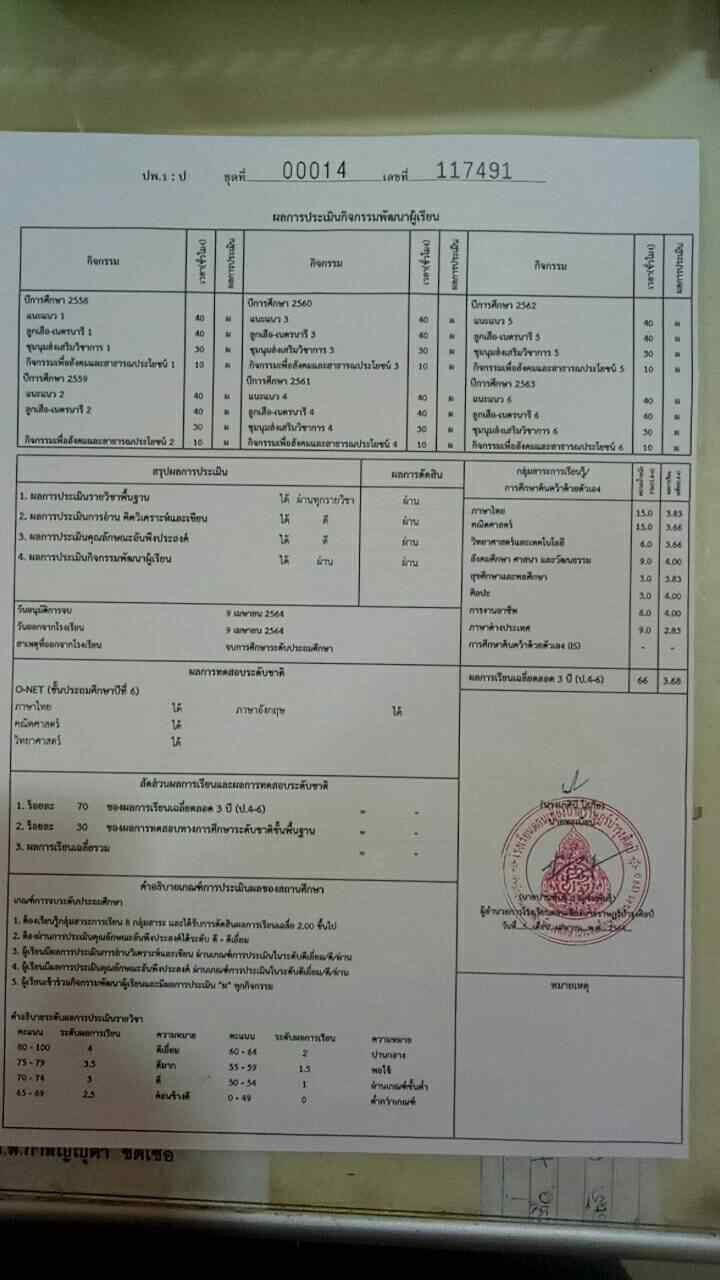 ปพ.1 : ป ชุดที่ 00014 เลขที่ 117491
ผลการประเมินกิจกรรมพัฒนาผู้เรียน
กิจกรรม เวลา(ชั่วโมง) ผลการประเมิน กิจกรรม เวลา(ชั่วโมง) ผลการประเมิน กิจกรรม เวลา(ชั่วโมง) ผลการประเมิน
ปีการศึกษา 2558
แนะแนว 1 40 ผ
ลูกเสือ-เนตรนารี 1 40 ผ
ชุมนุมส่งเสริมวิชาการ 1 30 ผ
กิจกรรมเพื่อสังคมและสาธารณประโยชน์ 1 10 ผ
ปีการศึกษา 2559
แนะแนว 2 40 ผ
ลูกเสือ-เนตรนารี 2 40 ผ
30 ผ
กิจกรรมเพื่อสังคมและสาธารณประโยชน์ 2 10 ผ
ปีการศึกษา 2560
แนะแนว 3 40 ผ
ลูกเสือ-เนตรนารี 3 40 ผ
ชุมนุมส่งเสริมวิชาการ 3 30 ผ
กิจกรรมเพื่อสังคมและสาธารณประโยชน์ 3 10 ผ
ปีการศึกษา 2561
แนะแนว 4 40 ผ
ลูกเสือ-เนตรนารี 4 40 ผ
ชุมนุมส่งเสริมวิชาการ 4 30 ผ
กิจกรรมเพื่อสังคมและสาธารณประโยชน์ 4 10 ผ
ปีการศึกษา 2562
แนะแนว 5 40 ผ
ลูกเสือ-เนตรนารี 5 40 ผ
ชุมนุมส่งเสริมวิชาการ 5 30 ผ
กิจกรรมเพื่อสังคมและสาธารณประโยชน์ 5 10 ผ
ปีการศึกษา 2563
แนะแนว 6 40 ผ
ลูกเสือ-เนตรนารี 6 40 ผ
ชุมนุมส่งเสริมวิชาการ 6 30 ผ
กิจกรรมเพื่อสังคมและสาธารณประโยชน์ 6 10 ผ
สรุปผลการประเมิน ผลการตัดสิน
1. ผลการประเมินรายวิชาพื้นฐาน ได้ ผ่านทุกรายวิชา ผ่าน
2. ผลการประเมินการอ่าน คิดวิเคราะห์และเขียน ได้ ดี ผ่าน
3. ผลการประเมินคุณลักษณะอันพึงประสงค์ ได้ ดี ผ่าน
4. ผลการประเมินกิจกรรมพัฒนาผู้เรียน ได้ ผ่าน ผ่าน
วันอนุมัติการจบ 9 เมษายน 2564
วันออกจากโรงเรียน 9 เมษายน 2564
สาเหตุที่ออกจากโรงเรียน จบการศึกษาระดับประถมศึกษา
ผลการทดสอบระดับชาติ
O-NET (ชั้นประถมศึกษาปีที่ 6)
ภาษาไทย ได้ ภาษาอังกฤษ ได้
คณิตศาสตร์ ได้
วิทยาศาสตร์ ได้
สัดส่วนผลการเรียนและผลการทดสอบระดับชาติ
1. ร้อยละ 70 ของผลการเรียนเฉลี่ยตลอด 3 ปี (ป.4-6) = -
2. ร้อยละ 30 ของผลการทดสอบทางการศึกษาระดับชาติขั้นพื้นฐาน = -
3. ผลการเรียนเฉลี่ยรวม = -
คำอธิบายเกณฑ์การประเมินผลของสถานศึกษา
เกณฑ์การจบระดับประถมศึกษา
1. ต้องเรียนรู้กลุ่มสาระการเรียน 8 กลุ่มสาระ และได้รับการตัดสินผลการเรียนเฉลี่ย 2.00 ขึ้นไป
2. ต้องผ่านการประเมินคุณลักษณะอันพึงประสงค์ได้ระดับ ดี - ดีเยี่ยม
3. ผู้เรียนมีผลการประเมินการอ่านวิเคราะห์และเขียน ผ่านเกณฑ์การประเมินในระดับดีเยี่ยม/ดี/ผ่าน
4. ผู้เรียนมีผลการประเมินคุณลักษณะอันพึงประสงค์ ผ่านเกณฑ์การประเมินในระดับดีเยี่ยม/ดี/ผ่าน
5. ผู้เรียนเข้าร่วมกิจกรรมพัฒนาผู้เรียนและมีผลการประเมิน "ผ" ทุกกิจกรรม
คำอธิบายระดับผลการประเมินรายวิชา
คะแนน ระดับผลการเรียน ความหมาย คะแนน ระดับผลการเรียน ความหมาย
80 - 100 4 ดีเยี่ยม 60 - 64 2 ปานกลาง
75 - 79 3.5 ดีมาก 55 - 59 1.5 พอใช้
70 - 74 3 ดี 50 - 54 1 ผ่านเกณฑ์ขั้นต่ำ
65 - 69 2.5 ค่อนข้างดี 0 - 49 0 ต่ำกว่าเกณฑ์
กลุ่มสาระการเรียนรู้/
การศึกษาค้นคว้าด้วยตนเอง
ภาษาไทย 15.0 3.83
คณิตศาสตร์ 15.0 3.66
วิทยาศาสตร์และเทคโนโลยี 6.0 3.66
สังคมศึกษา ศาสนา และวัฒนธรรม 9.0 4.00
สุขศึกษาและพลศึกษา 3.0 3.83
ศิลปะ 3.0 4.00
การงานอาชีพ 6.0 4.00
ภาษาต่างประเทศ 9.0 2.83
การศึกษาค้นคว้าด้วยตัวเอง (IS) - -
ผลการเรียนเฉลี่ยตลอด 3 ปี (ป.4-6) 66 3.68
นายทะเบียน
หมายเหตุ